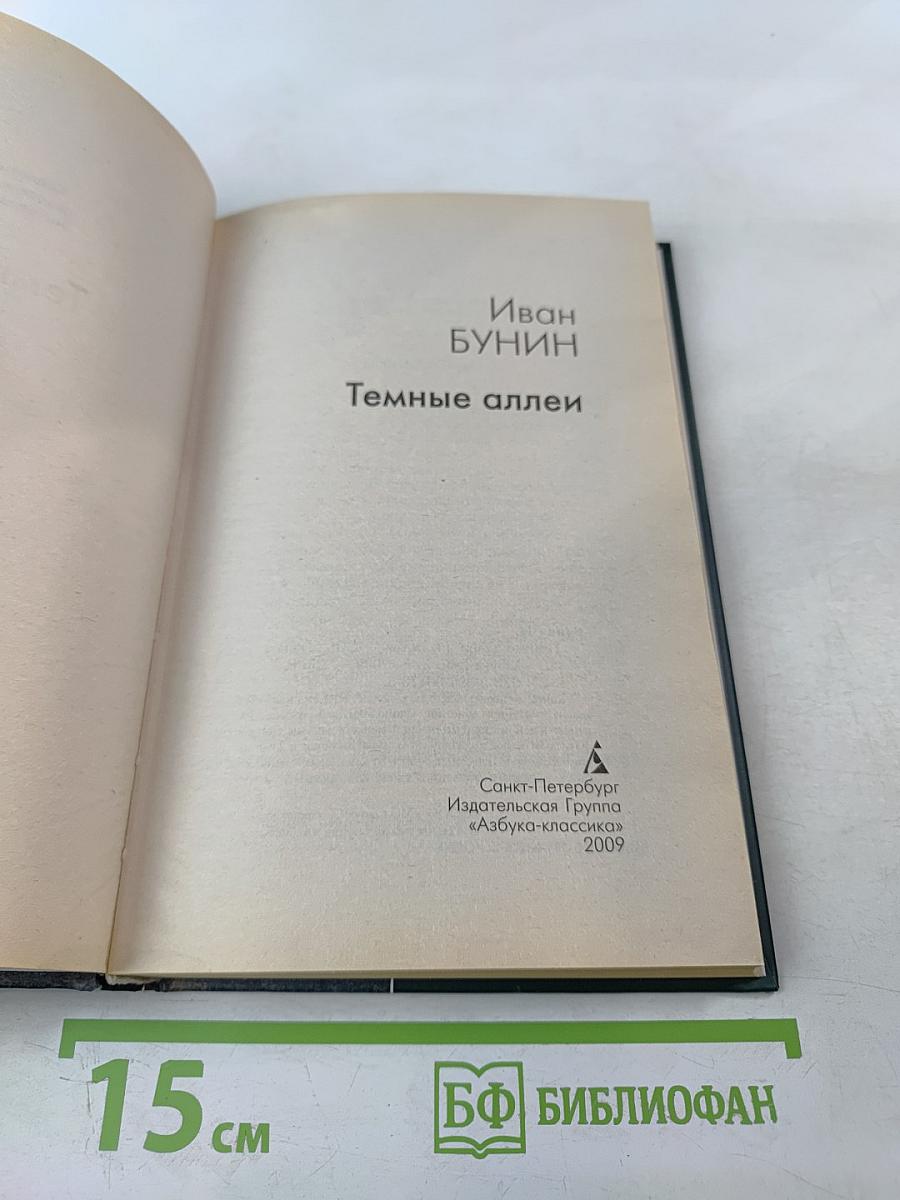 Иван
БУНИН
Темные аллеи
Санкт-Петербург
Издательская Группа
«Азбука-классика»
2009
15 см
БФ БИБЛИОФАН